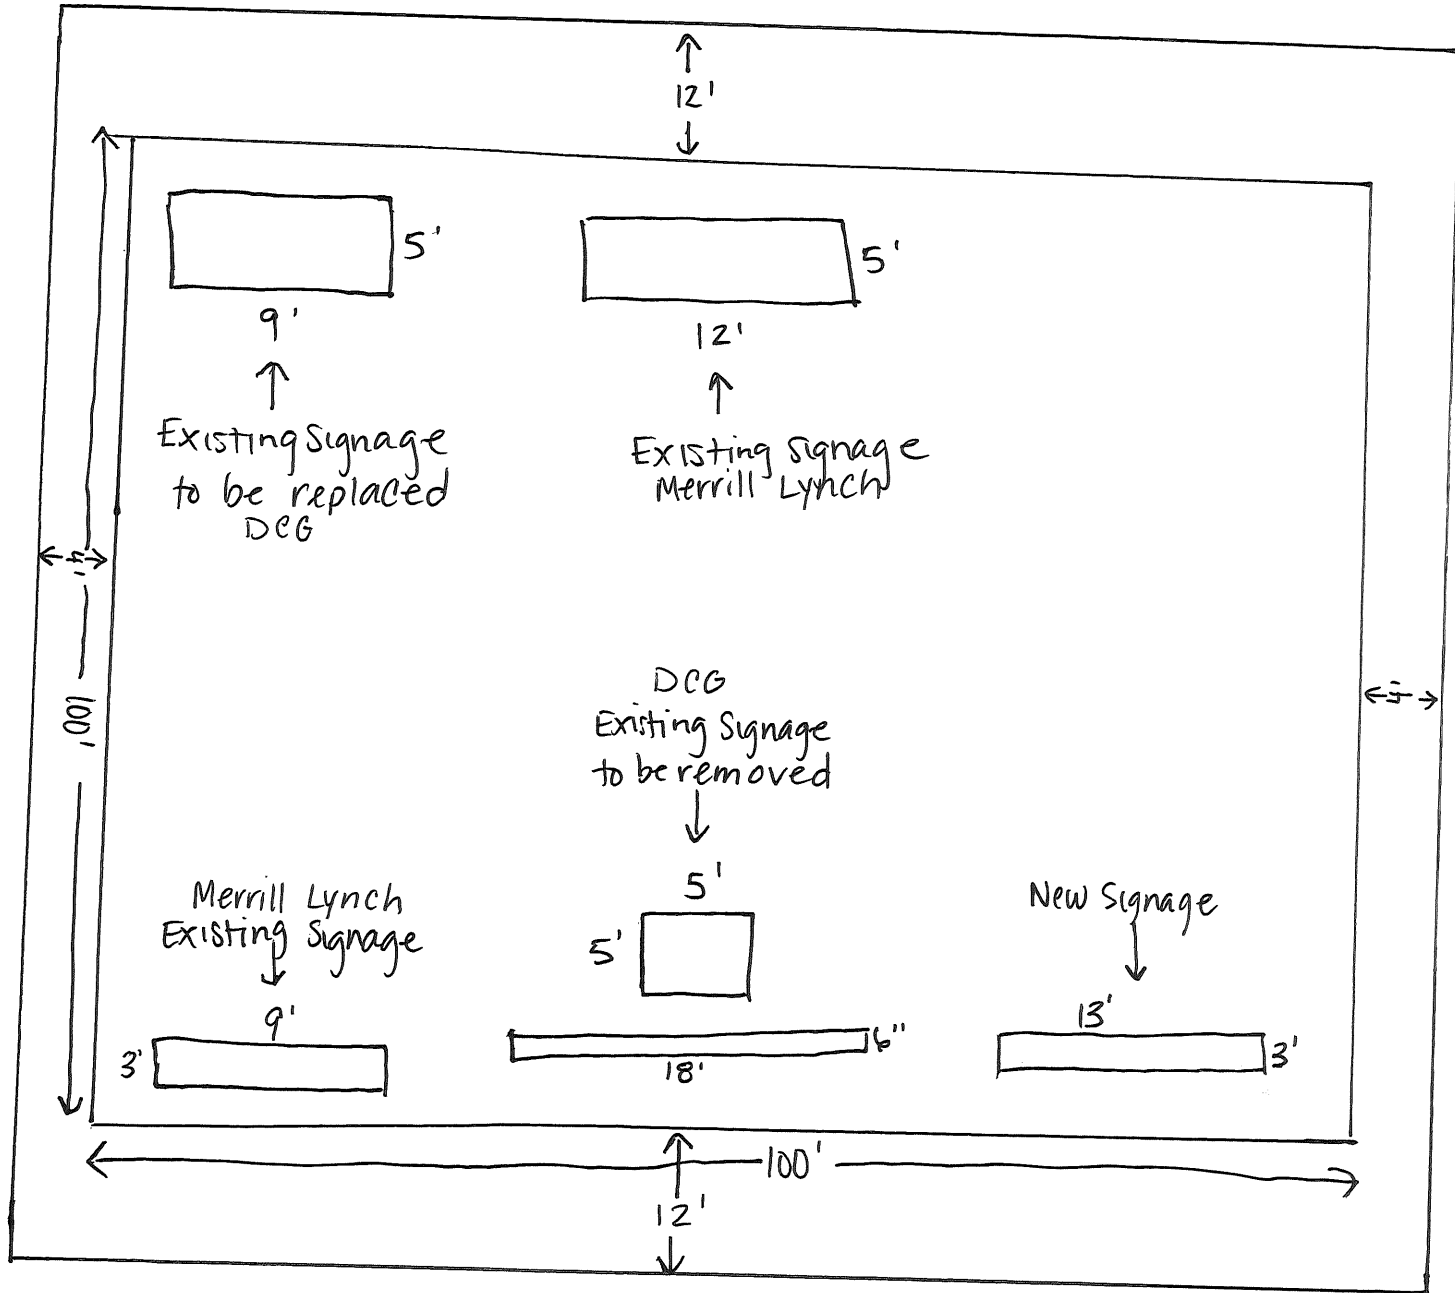 12'
5'
5'
9'
12'
Existing Signage
to be replaced
DCG
Existing Signage
Merrill Lynch
4'
100'
4'
DCG
Existing Signage
to be removed
5'
5'
Merrill Lynch
Existing Signage
9'
3'
18'
6"
New Signage
13'
3'
100'
12'